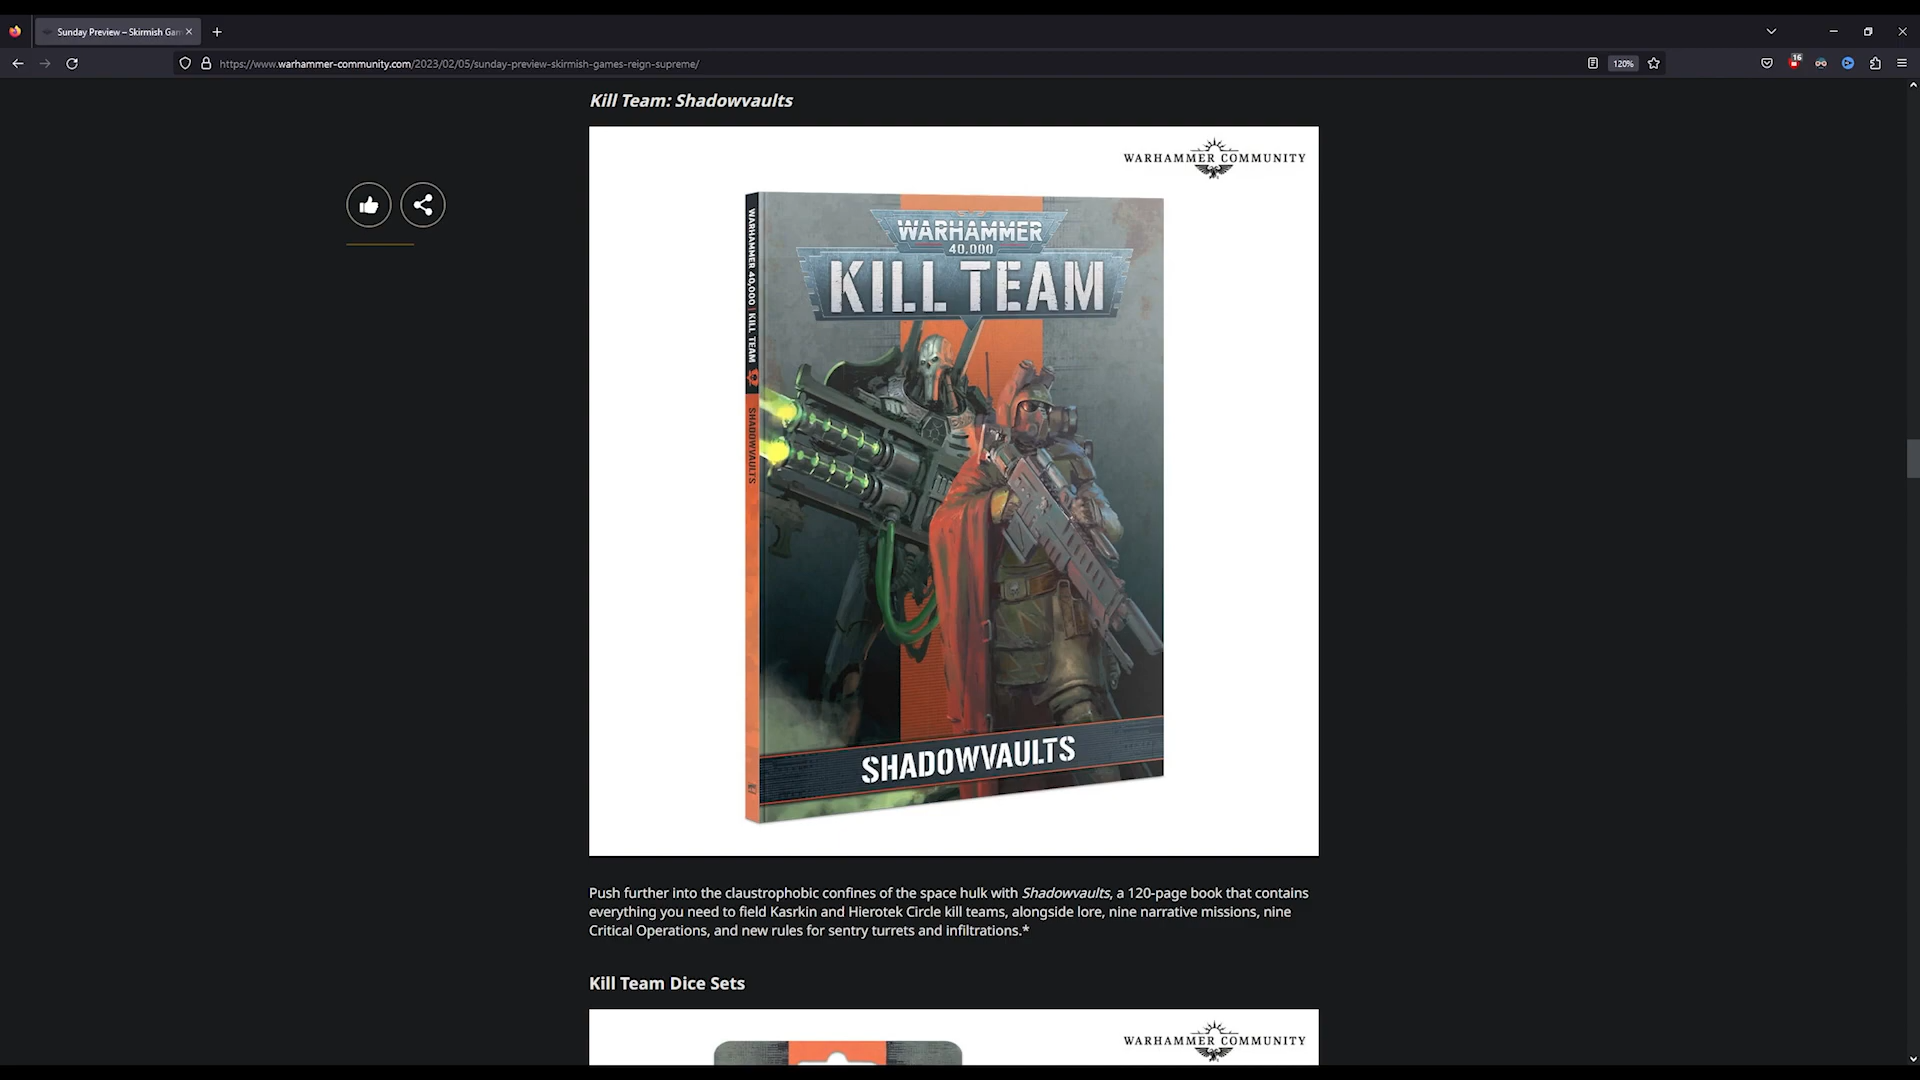 Sunday Preview – Skirmish Gam
https://www.warhammer-community.com/2023/02/05/sunday-preview-skirmish-games-reign-supreme/
120%
16
Kill Team: Shadowvaults
WARHAMMER COMMUNITY
WARHAMMER 40,000 KILL TEAM
SHADOWVAULTS
WARHAMMER
40,000
KILL TEAM
SHADOWVAULTS
Push further into the claustrophobic confines of the space hulk with Shadowvaults, a 120-page book that contains
everything you need to field Kasrkin and Hierotek Circle kill teams, alongside lore, nine narrative missions, nine
Critical Operations, and new rules for sentry turrets and infiltrations.*
Kill Team Dice Sets
WARHAMMER COMMUNITY